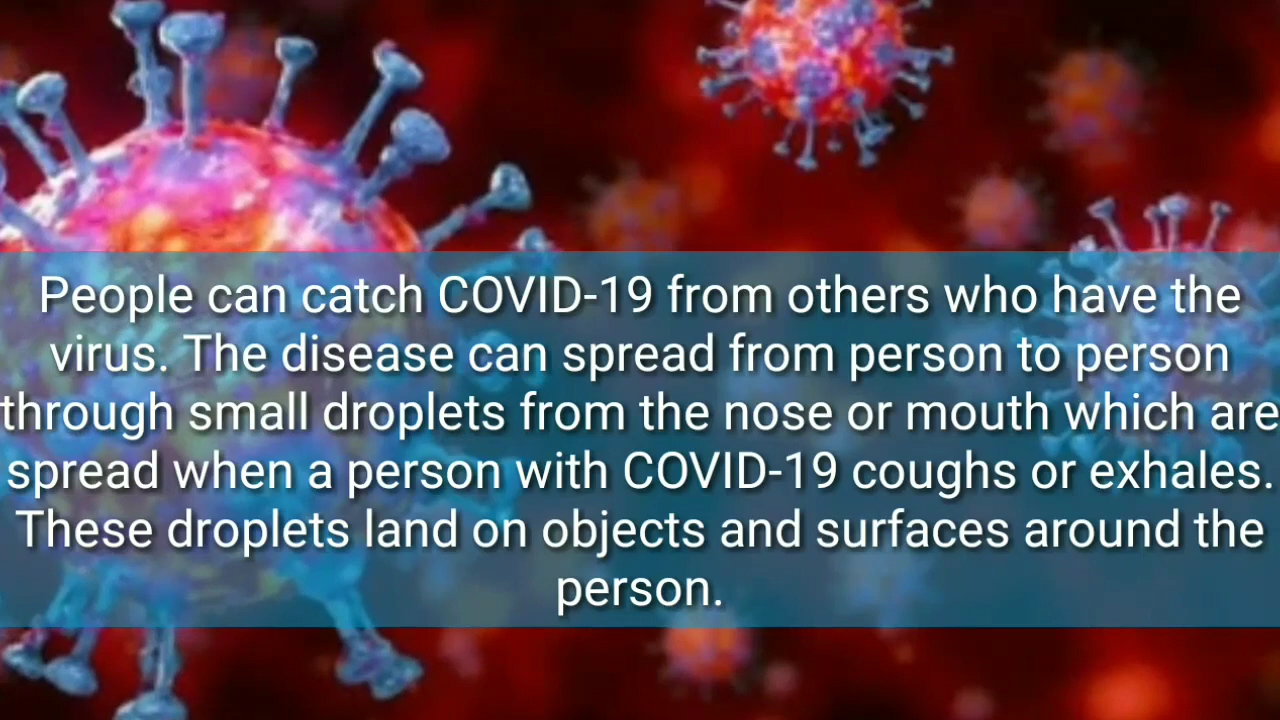 People can catch COVID-19 from others who have the
virus. The disease can spread from person to person
through small droplets from the nose or mouth which are
spread when a person with COVID-19 coughs or exhales.
These droplets land on objects and surfaces around the
person.